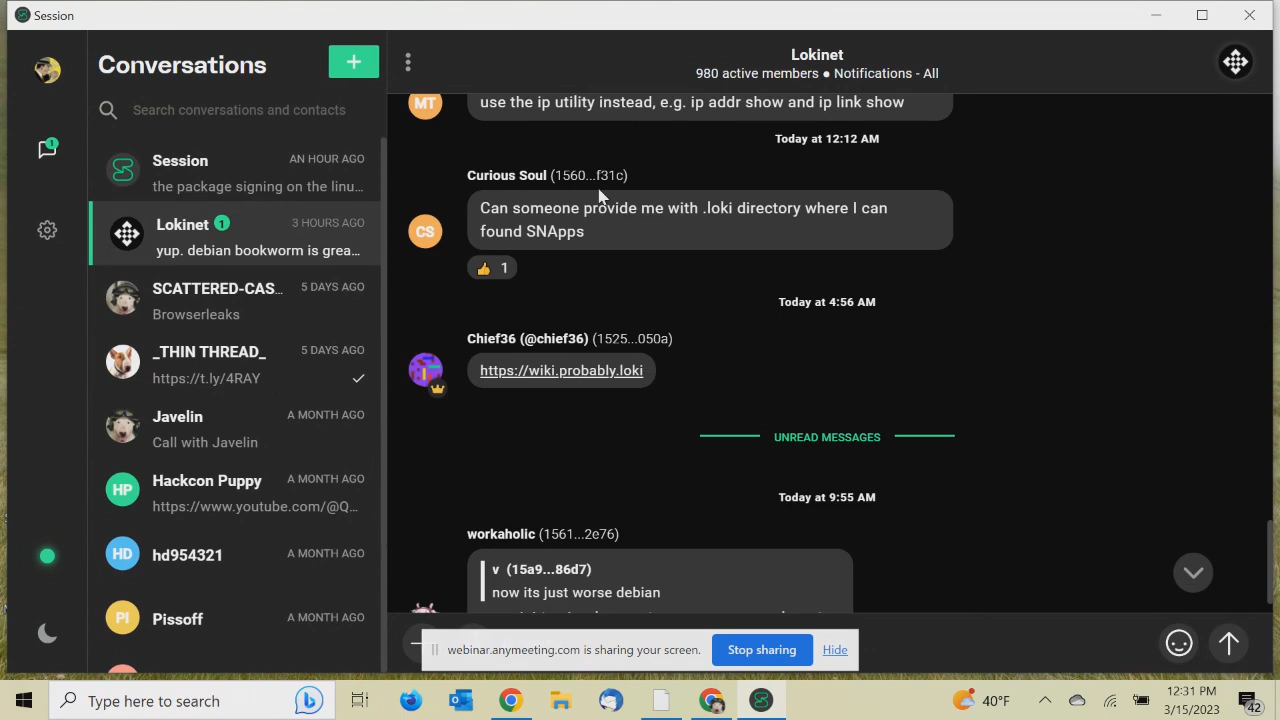 Session
Conversations
+
Lokinet
980 active members ● Notifications - All
Search conversations and contacts
1
Session
AN HOUR AGO
the package signing on the linu...
Lokinet 1
3 HOURS AGO
yup. debian bookworm is grea...
SCATTERED-CAS...
5 DAYS AGO
Browserleaks
_THIN THREAD_
5 DAYS AGO
https://t.ly/4RAY
Javelin
A MONTH AGO
Call with Javelin
HP
Hackcon Puppy
A MONTH AGO
https://www.youtube.com/@Q...
HD
hd954321
A MONTH AGO
PI
Pissoff
A MONTH AGO
MT
use the ip utility instead, e.g. ip addr show and ip link show
Today at 12:12 AM
Curious Soul (1560...f31c)
CS
Can someone provide me with .loki directory where I can
found SNApps
👍 1
Today at 4:56 AM
Chief36 (@chief36) (1525...050a)
https://wiki.probably.loki
UNREAD MESSAGES
Today at 9:55 AM
workaholic (1561...2e76)
v (15a9...86d7)
now its just worse debian
webinar.anymeeting.com is sharing your screen.
Stop sharing
Hide
Type here to search
40°F
12:31 PM
3/15/2023
42